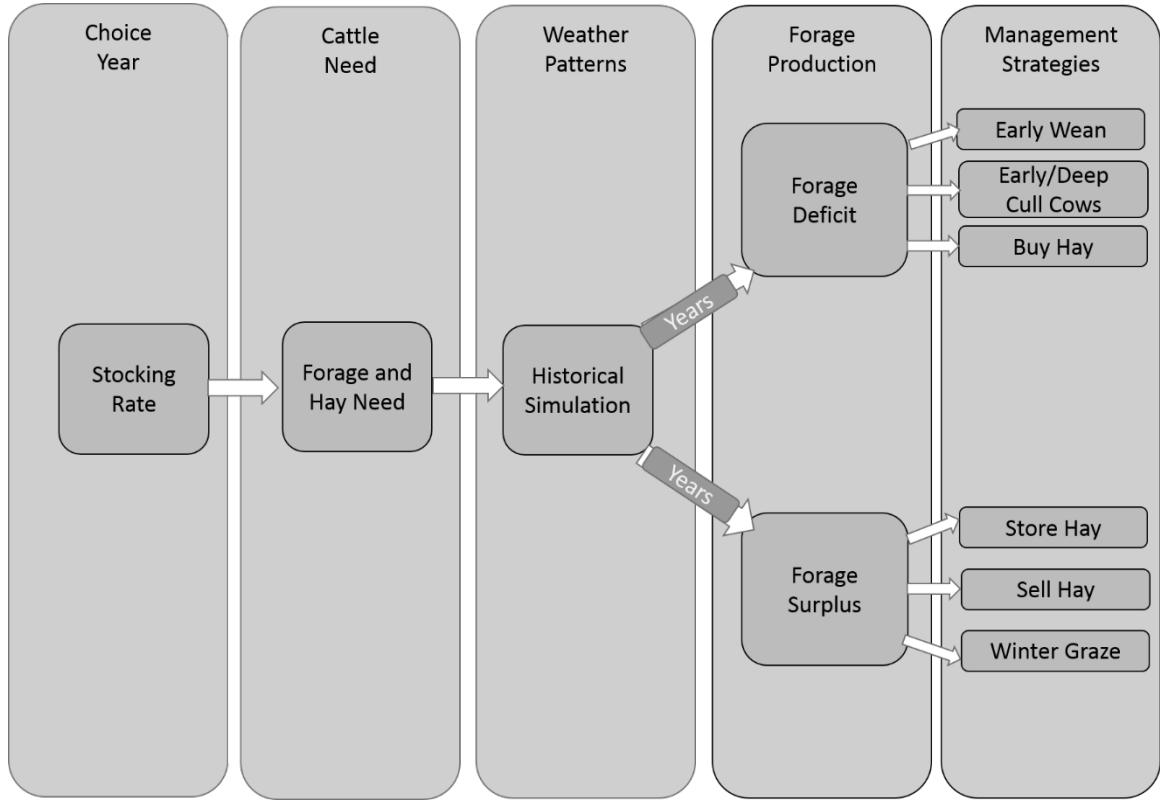 Choice
Year
Cattle
Need
Weather
Patterns
Forage
Production
Management
Strategies
Stocking
Rate
Forage and
Hay Need
Historical
Simulation
Years
Years
Forage
Deficit
Forage
Surplus
Early Wean
Early/Deep
Cull Cows
Buy Hay
Store Hay
Sell Hay
Winter Graze